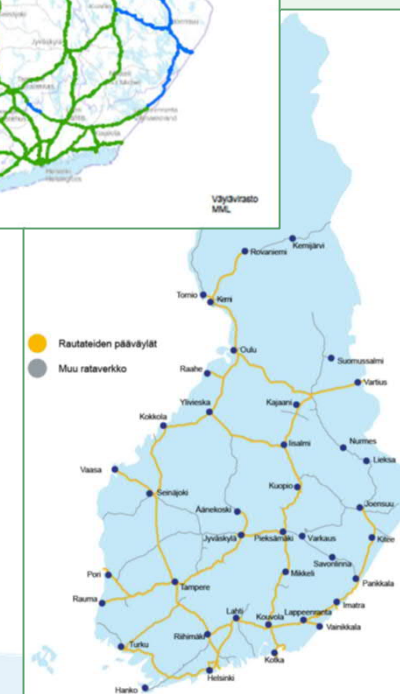 Väylävirasto
MML
Kemijärvi
Rovaniemi
Tornio
Kemi
Rautateiden pääväylät
Muu rataverkko
Oulu
Suomussalmi
Raahe
Vartius
Ylivieska
Kajaani
Kokkola
Iisalmi
Nurmes
Lieksa
Vaasa
Seinäjoki
Kuopio
Joensuu
Äänekoski
Jyväskylä
Pieksämäki
Varkaus
Kitee
Savonlinna
Pori
Mikkeli
Parikkala
Tampere
Rauma
Imatra
Lahti
Kouvola
Lappeenranta
Vainikkala
Riihimäki
Turku
Kotka
Helsinki
Hanko